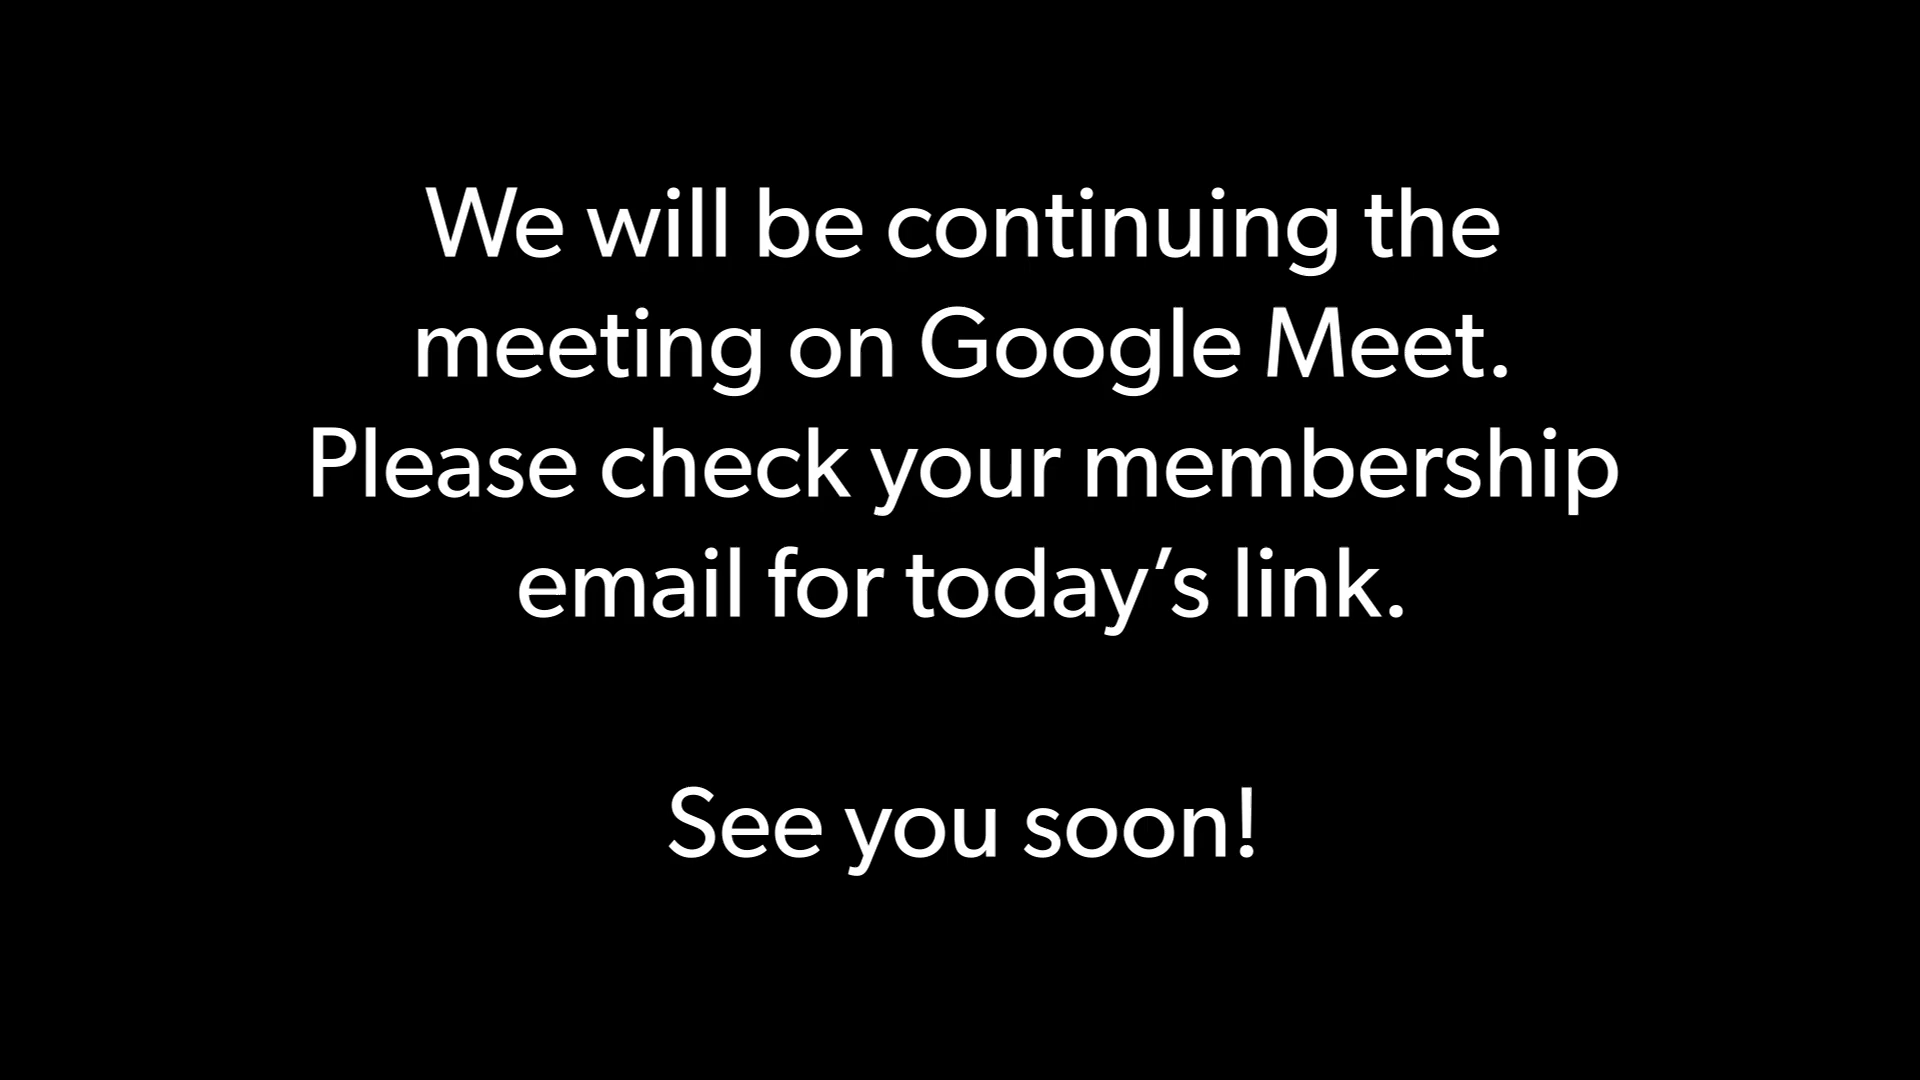 We will be continuing the
meeting on Google Meet.
Please check your membership
email for today’s link.
See you soon!